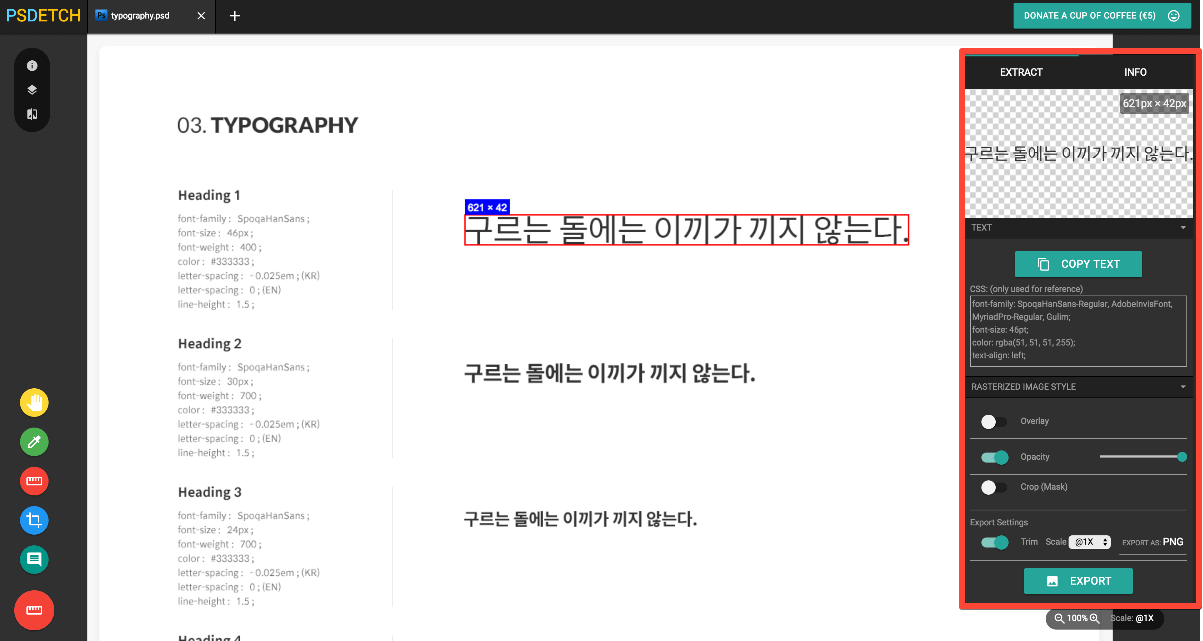 PSDETCH
Ps typography.psd
DONATE A CUP OF COFFEE (€5)
03. TYPOGRAPHY
Heading 1
font-family : SpoqaHanSans ;
font-size : 46px ;
font-weight : 400 ;
color : #333333 ;
letter-spacing : - 0.025em ; (KR)
letter-spacing : 0 ; (EN)
line-height : 1.5 ;
621 × 42
구르는 돌에는 이끼가 끼지 않는다.
Heading 2
font-family : SpoqaHanSans ;
font-size : 30px ;
font-weight : 700 ;
color : #333333 ;
letter-spacing : - 0.025em ; (KR)
letter-spacing : 0 ; (EN)
line-height : 1.5 ;
구르는 돌에는 이끼가 끼지 않는다.
Heading 3
font-family : SpoqaHanSans ;
font-size : 24px ;
font-weight : 700 ;
color : #333333 ;
letter-spacing : - 0.025em ; (KR)
letter-spacing : 0 ; (EN)
line-height : 1.5 ;
구르는 돌에는 이끼가 끼지 않는다.
Heading 4
EXTRACT
INFO
621px × 42px
구르는 돌에는 이끼가 끼지 않는다.
TEXT
COPY TEXT
CSS: (only used for reference)
font-family: SpoqaHanSans-Regular, AdobeInvisFont,
MyriadPro-Regular, Gulim;
font-size: 46pt;
color: rgba(51, 51, 51, 255);
text-align: left;
RASTERIZED IMAGE STYLE
Overlay
Opacity
Crop (Mask)
Export Settings
Trim Scale @1X EXPORT AS: PNG
EXPORT
100% Scale: @1X